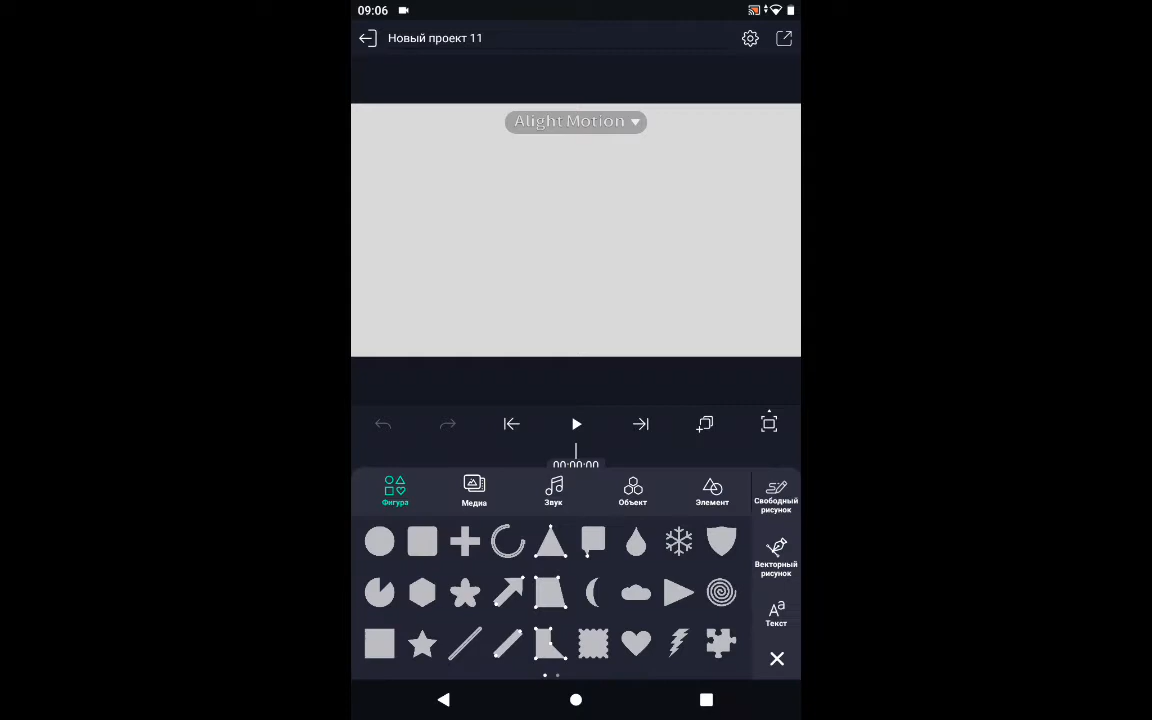 09:06
Новый проект 11
Alight Motion
00:00:00
Фигура
Медиа
Звук
Объект
Элемент
Свободный
рисунок
Векторный
рисунок
Aa
Текст